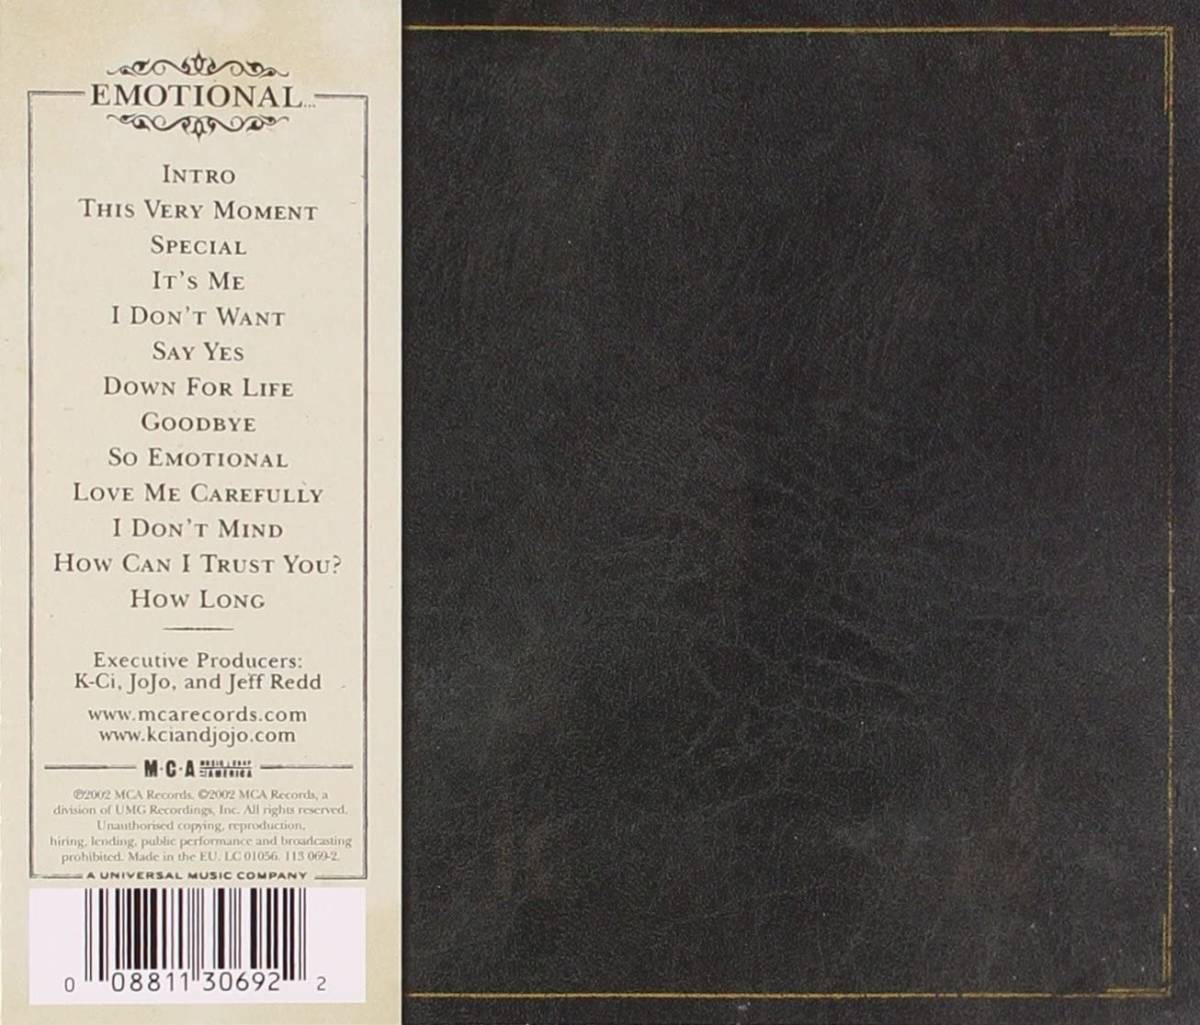 EMOTIONAL...
INTRO
THIS VERY MOMENT
SPECIAL
IT'S ME
I DON'T WANT
SAY YES
DOWN FOR LIFE
GOODBYE
SO EMOTIONAL
LOVE ME CAREFULLY
I DON'T MIND
HOW CAN I TRUST YOU?
HOW LONG
Executive Producers:
K-Ci, JoJo, and Jeff Redd
www.mcarecords.com
www.kciandjojo.com
M·C·A
AMERICA
℗2002 MCA Records, ©2002 MCA Records, a
division of UMG Recordings, Inc. All rights reserved.
Unauthorised copying, reproduction,
hiring, lending, public performance and broadcasting
prohibited. Made in the EU. LC 01056. 113 069-2.
A UNIVERSAL MUSIC COMPANY
0 08811 30692 2